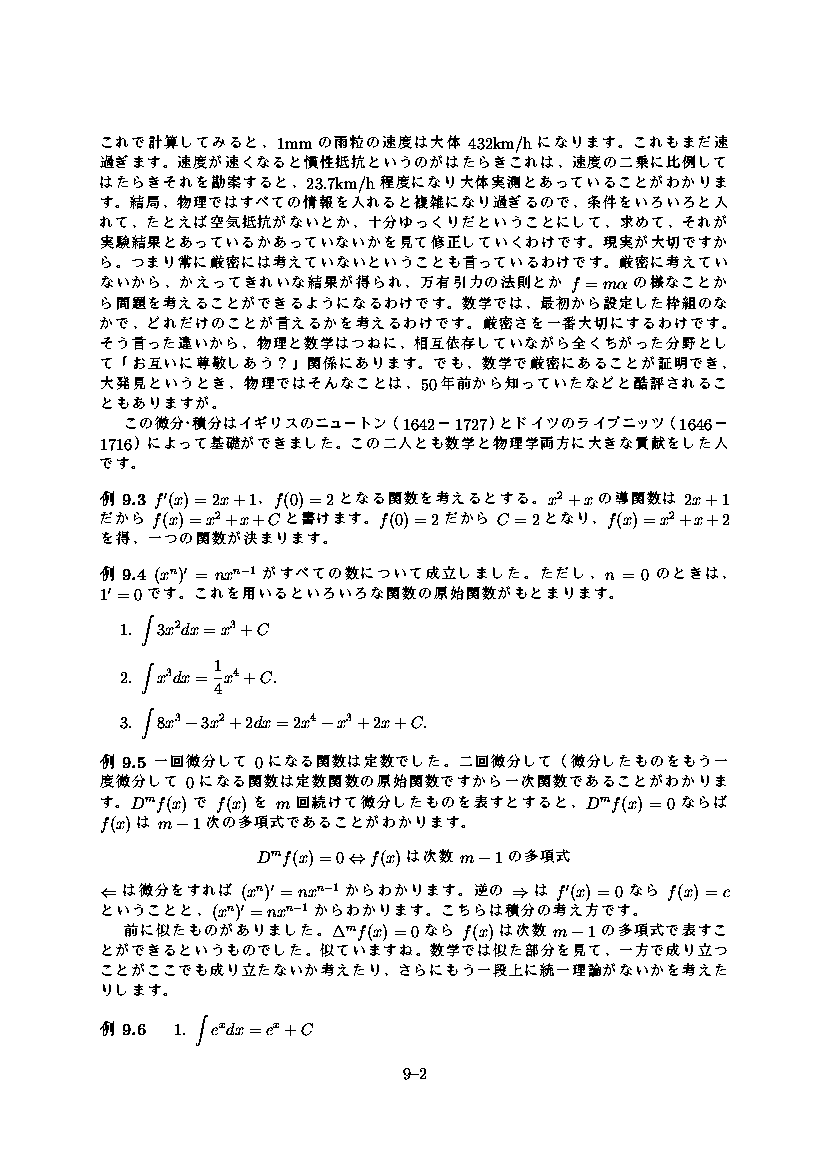 これで計算してみると、1mm の雨粒の速度は大体 432km/h になります。これもまだ速
過ぎます。速度が速くなると慣性抵抗というのがはたらきこれは、速度の二乗に比例して
はたらきそれを勘案すると、23.7km/h 程度になり大体実測とあっていることがわかりま
す。結局、物理ではすべての情報を入れると複雑になり過ぎるので、条件をいろいろと入
れて、たとえば空気抵抗がないとか、十分ゆっくりだということにして、求めて、それが
実験結果とあっているかあっていないかを見て修正していくわけです。現実が大切ですか
ら。つまり常に厳密には考えていないということも言っているわけです。厳密に考えてい
ないから、かえってきれいな結果が得られ、万有引力の法則とか f = mα の様なことか
ら問題を考えることができるようになるわけです。数学では、最初から設定した枠組のな
かで、どれだけのことが言えるかを考えるわけです。厳密さを一番大切にするわけです。
そう言った違いから、物理と数学はつねに、相互依存していながら全くちがった分野とし
て「お互いに尊敬しあう?」関係にあります。でも、数学で厳密にあることが証明でき、
大発見というとき、物理ではそんなことは、50 年前から知っていたなどと酷評されるこ
ともありますが。
この微分・積分はイギリスのニュートン(1642 − 1727)とドイツのライプニッツ(1646 −
1716)によって基礎ができました。この二人とも数学と物理学両方に大きな貢献をした人
です。
例 9.3 f′(x) = 2x + 1、f(0) = 2 となる関数を考えるとする。x² + x の導関数は 2x + 1
だから f(x) = x² + x + C と書けます。f(0) = 2 だから C = 2 となり、f(x) = x² + x + 2
を得、一つの関数が決まります。
例 9.4 (xⁿ)′ = nxⁿ⁻¹ がすべての数について成立しました。ただし、n = 0 のときは、
1′ = 0 です。これを用いるといろいろな関数の原始関数がもとまります。
1. ∫ 3x²dx = x³ + C
2. ∫ x³dx = 1/4 x⁴ + C.
3. ∫ 8x³ − 3x² + 2dx = 2x⁴ − x³ + 2x + C.
例 9.5 一回微分して 0 になる関数は定数でした。二回微分して(微分したものをもう一
度微分して 0 になる関数は定数関数の原始関数ですから一次関数であることがわかりま
す。Dᵐf(x) で f(x) を m 回続けて微分したものを表すとすると、Dᵐf(x) = 0 ならば
f(x) は m − 1 次の多項式であることがわかります。
Dᵐf(x) = 0 ⇔ f(x) は次数 m − 1 の多項式
⇐ は微分をすれば (xⁿ)′ = nxⁿ⁻¹ からわかります。逆の ⇒ は f′(x) = 0 なら f(x) = c
ということと、(xⁿ)′ = nxⁿ⁻¹ からわかります。こちらは積分の考え方です。
前に似たものがありました。Δᵐf(x) = 0 なら f(x) は次数 m − 1 の多項式で表すこ
とができるというものでした。似ていますね。数学では似た部分を見て、一方で成り立つ
ことがここでも成り立たないか考えたり、さらにもう一段上に統一理論がないかを考えた
りします。
例 9.6 1. ∫ eˣdx = eˣ + C
9–2